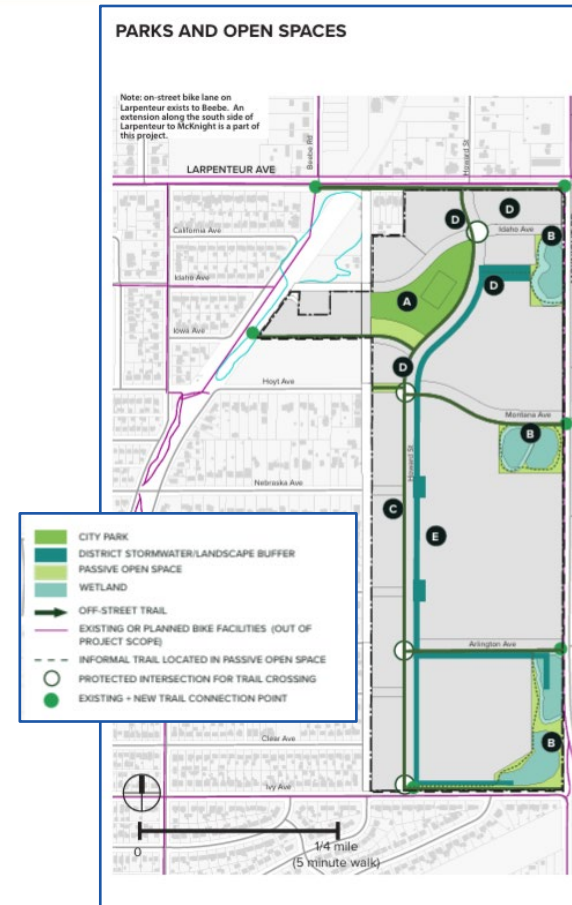 PARKS AND OPEN SPACES
Note: on-street bike lane on
Larpenteur exists to Beebe. An
extension along the south side of
Larpenteur to McKnight is a part of
this project.
Beebe Rd
Howard St
LARPENTEUR AVE
D
D
B
California Ave
Idaho Ave
Idaho Ave
D
A
Iowa Ave
D
Hoyt Ave
Montana Ave
B
Howard St
Nebraska Ave
C
E
CITY PARK
DISTRICT STORMWATER/LANDSCAPE BUFFER
PASSIVE OPEN SPACE
WETLAND
OFF-STREET TRAIL
EXISTING OR PLANNED BIKE FACILITIES (OUT OF
PROJECT SCOPE)
INFORMAL TRAIL LOCATED IN PASSIVE OPEN SPACE
PROTECTED INTERSECTION FOR TRAIL CROSSING
EXISTING + NEW TRAIL CONNECTION POINT
Arlington Ave
Clear Ave
B
Ivy Ave
0
1/4 mile
(5 minute walk)